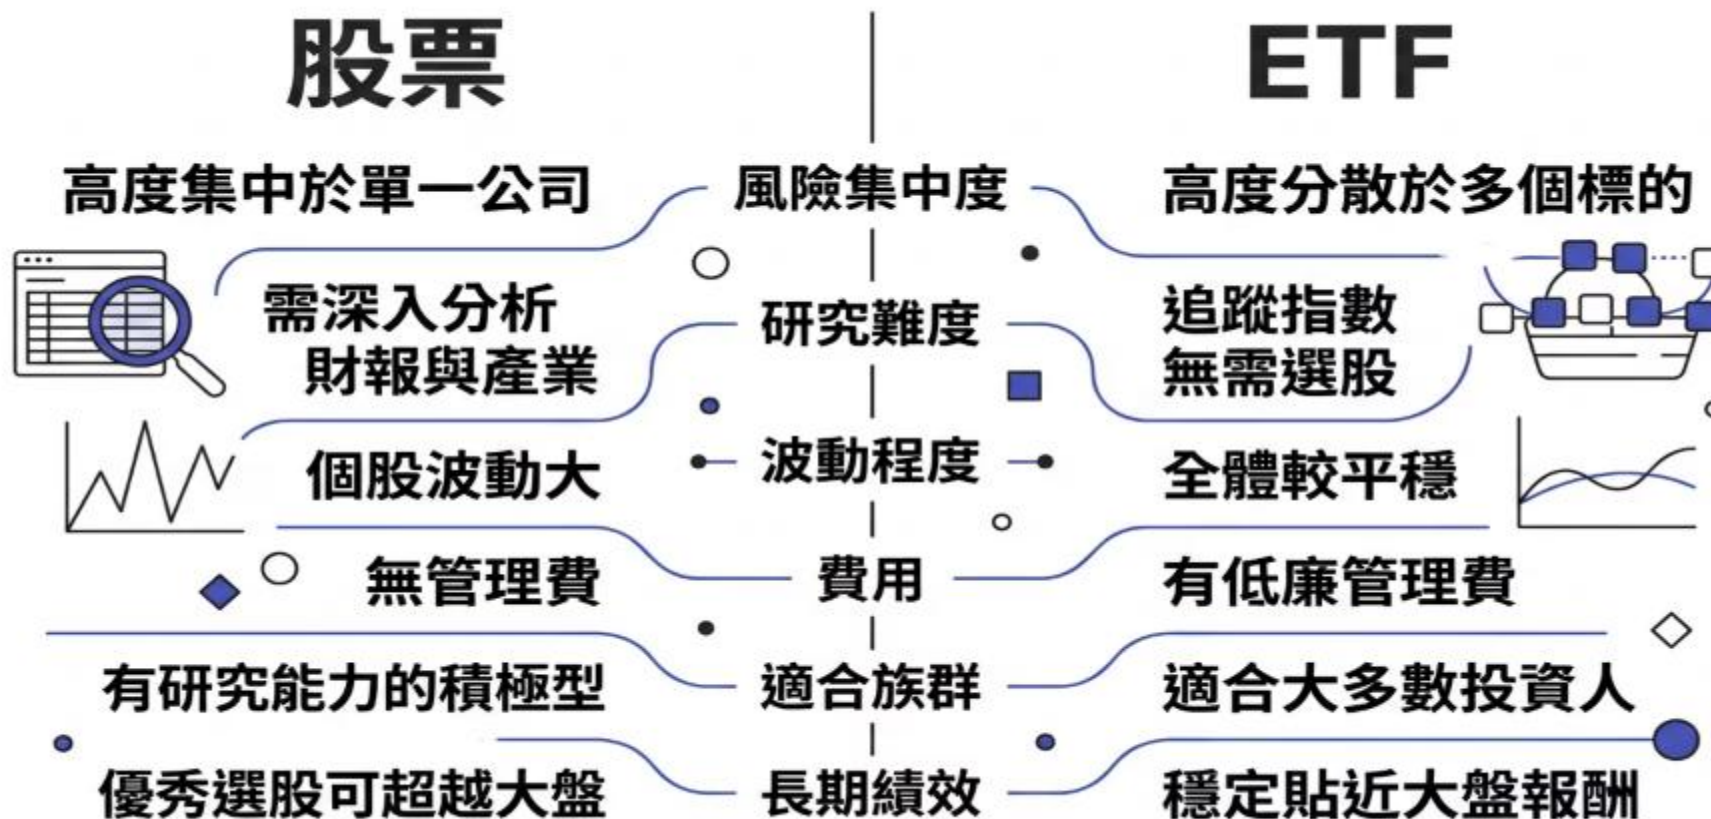 股票
ETF
高度集中於單一公司
風險集中度
高度分散於多個標的
需深入分析
財報與產業
研究難度
追蹤指數
無需選股
個股波動大
波動程度
全體較平穩
無管理費
費用
有低廉管理費
有研究能力的積極型
適合族群
適合大多數投資人
優秀選股可超越大盤
長期績效
穩定貼近大盤報酬